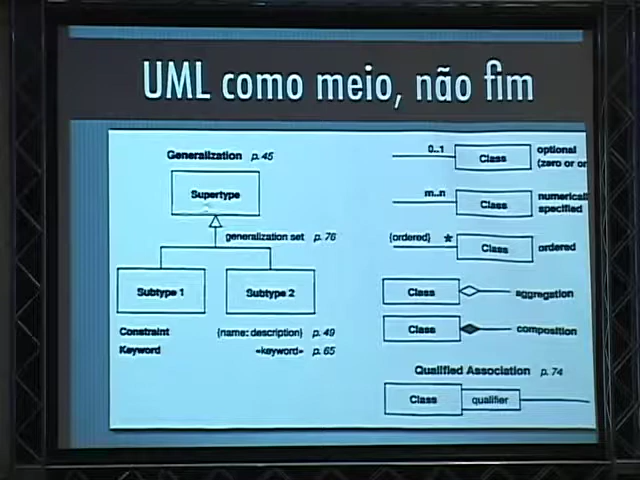 UML como meio, não fim
Generalization p. 45
Supertype
generalization set p. 76
Subtype 1
Subtype 2
Constraint {name: description} p. 49
Keyword «keyword» p. 65
0..1 Class optional
(zero or
m..n Class numerically
specified
{ordered} * Class ordered
Class aggregation
Class composition
Qualified Association p. 74
Class qualifier